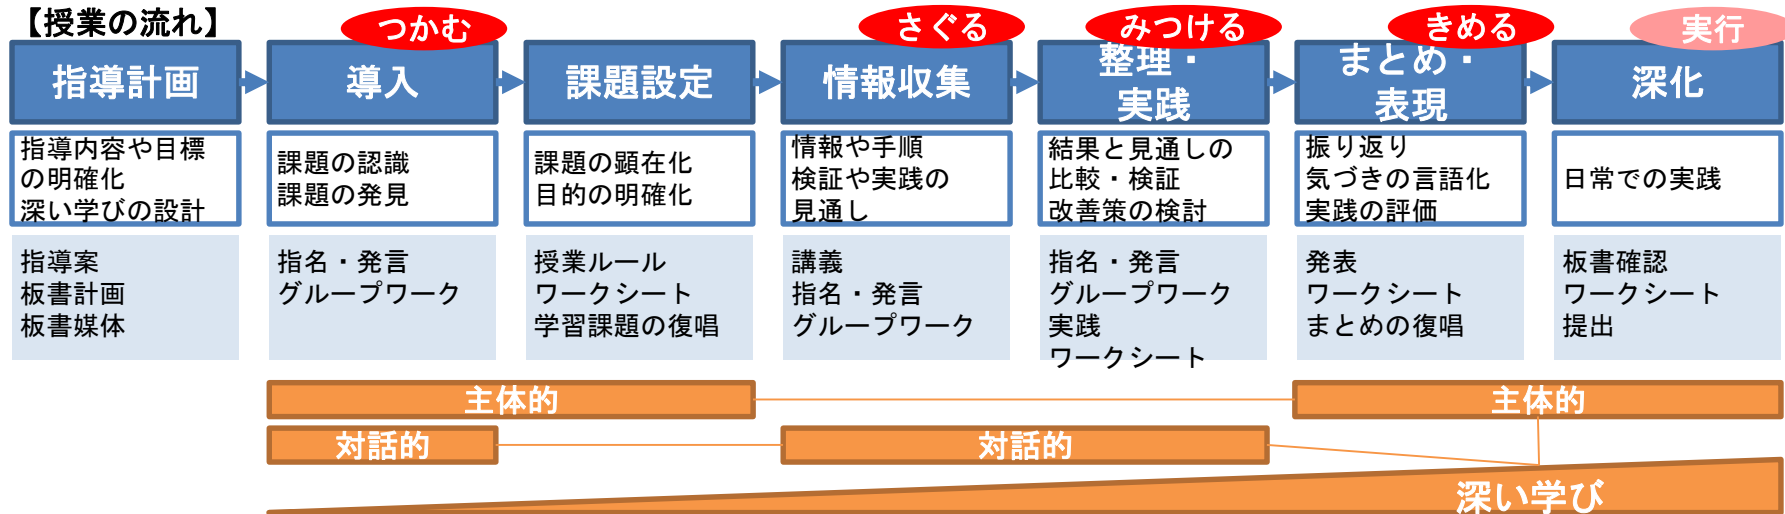 【授業の流れ】
つかむ
さぐる
みつける
きめる
実行
指導計画
導入
課題設定
情報収集
整理・
実践
まとめ・
表現
深化
指導内容や目標
の明確化
深い学びの設計
課題の認識
課題の発見
課題の顕在化
目的の明確化
情報や手順
検証や実践の
見通し
結果と見通しの
比較・検証
改善策の検討
振り返り
気づきの言語化
実践の評価
日常での実践
指導案
板書計画
板書媒体
指名・発言
グループワーク
授業ルール
ワークシート
学習課題の復唱
講義
指名・発言
グループワーク
指名・発言
グループワーク
実践
ワークシート
発表
ワークシート
まとめの復唱
板書確認
ワークシート
提出
主体的
主体的
対話的
対話的
深い学び